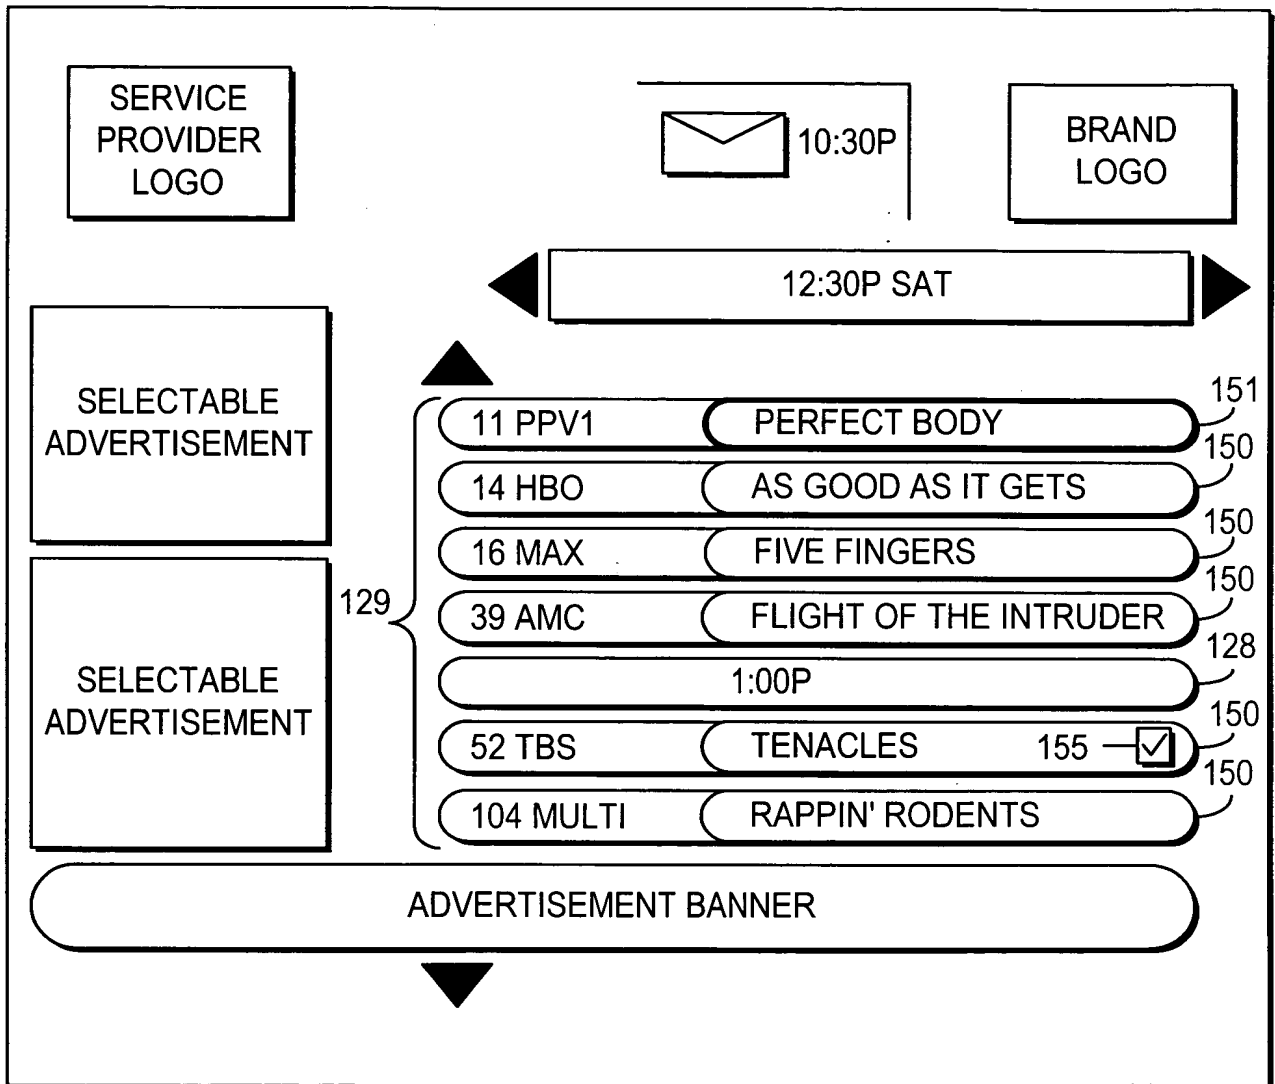 SERVICE
PROVIDER
LOGO
10:30P
BRAND
LOGO
12:30P SAT
SELECTABLE
ADVERTISEMENT
SELECTABLE
ADVERTISEMENT
129
11 PPV1 PERFECT BODY 151
14 HBO AS GOOD AS IT GETS 150
16 MAX FIVE FINGERS 150
39 AMC FLIGHT OF THE INTRUDER 150
1:00P 128
52 TBS TENACLES 155 150
104 MULTI RAPPIN' RODENTS 150
ADVERTISEMENT BANNER